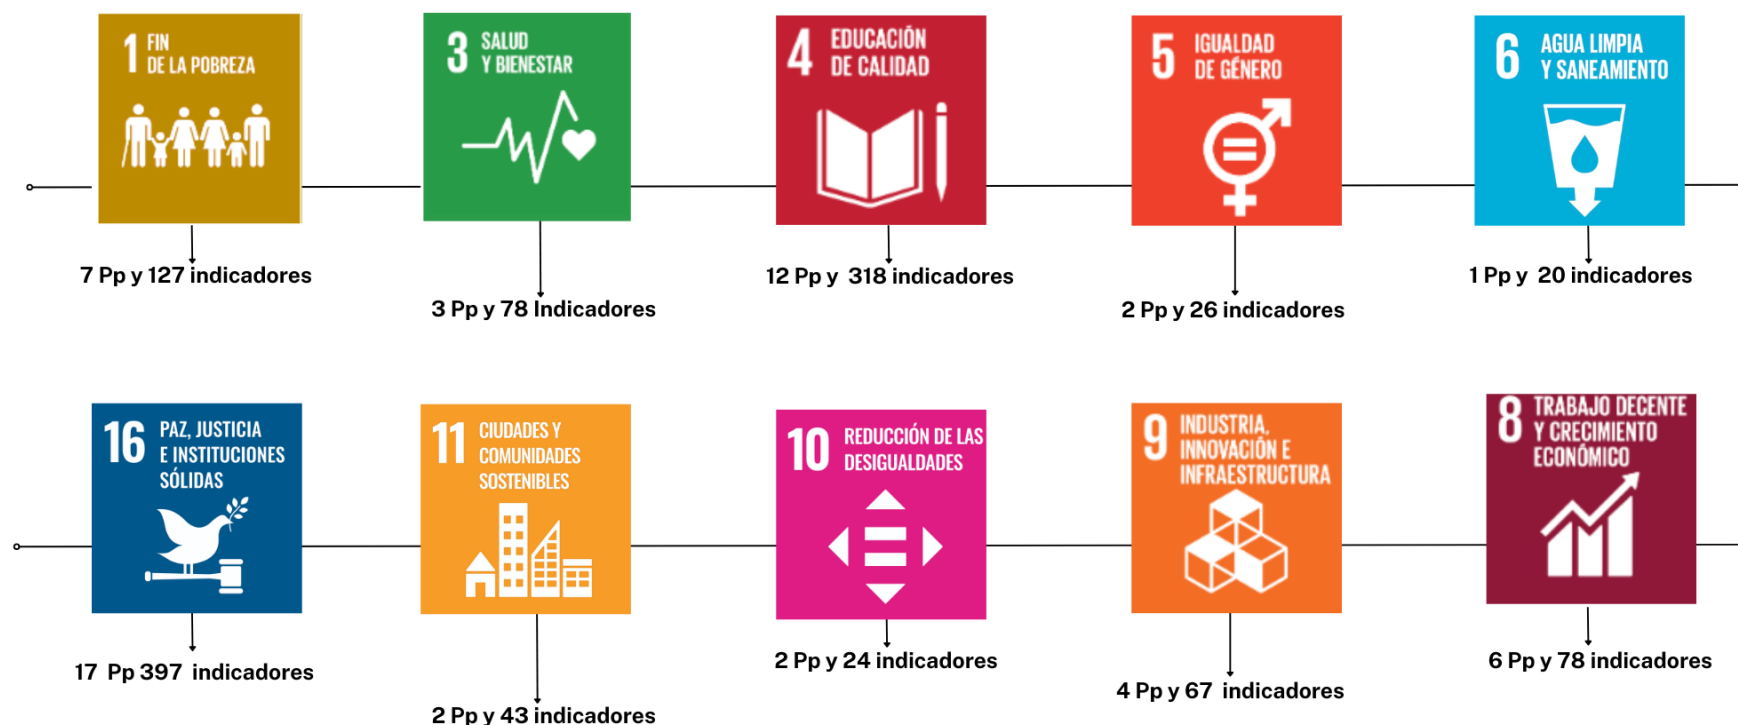 1 FIN
DE LA POBREZA
3 SALUD
Y BIENESTAR
4 EDUCACIÓN
DE CALIDAD
5 IGUALDAD
DE GÉNERO
6 AGUA LIMPIA
Y SANEAMIENTO
7 Pp y 127 indicadores
3 Pp y 78 Indicadores
12 Pp y 318 indicadores
2 Pp y 26 indicadores
1 Pp y 20 indicadores
16 PAZ, JUSTICIA
E INSTITUCIONES
SÓLIDAS
11 CIUDADES Y
COMUNIDADES
SOSTENIBLES
10 REDUCCIÓN DE LAS
DESIGUALDADES
9 INDUSTRIA,
INNOVACIÓN E
INFRAESTRUCTURA
8 TRABAJO DECENTE
Y CRECIMIENTO
ECONÓMICO
17 Pp 397 indicadores
2 Pp y 43 indicadores
2 Pp y 24 indicadores
4 Pp y 67 indicadores
6 Pp y 78 indicadores